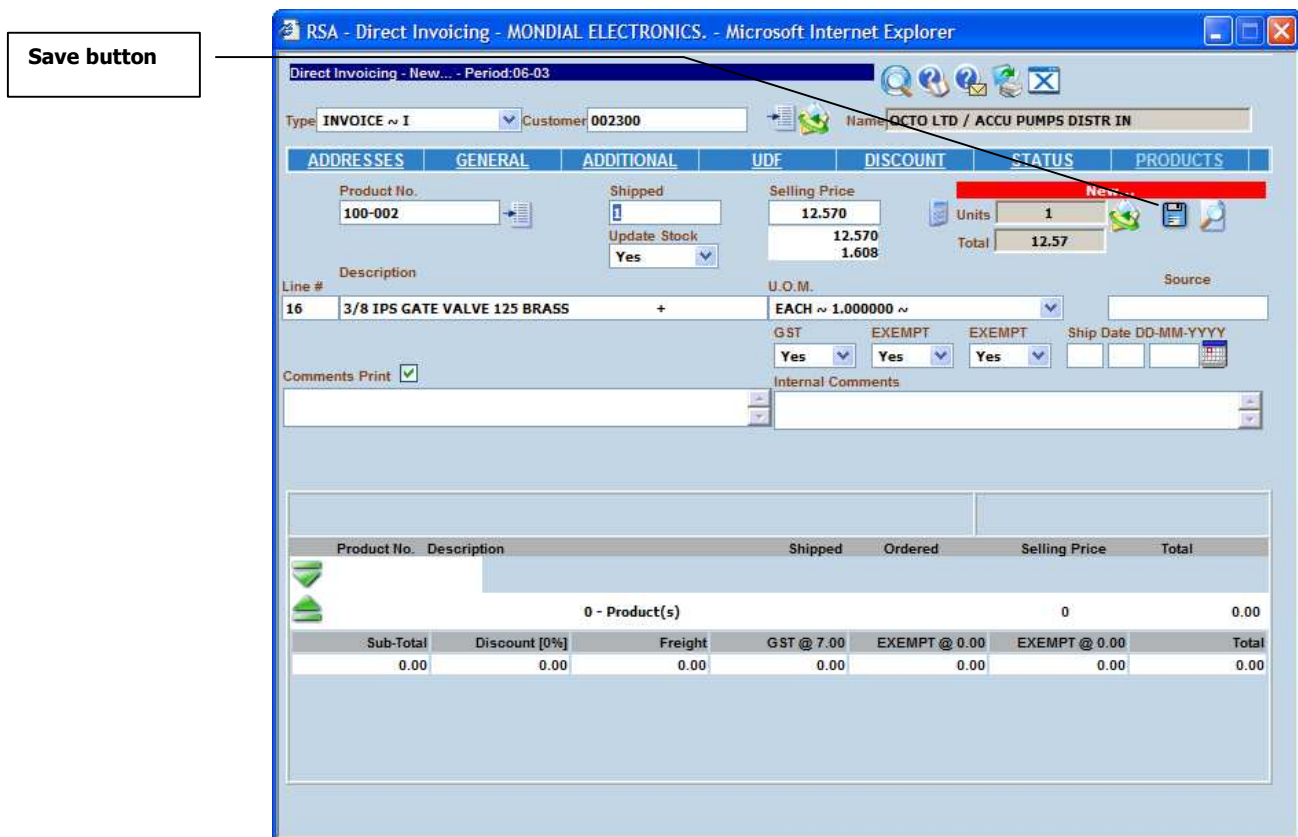 RSA - Direct Invoicing - MONDIAL ELECTRONICS. - Microsoft Internet Explorer
Save button
Direct Invoicing - New... - Period:06-03
Type INVOICE ~ I Customer 002300 Name OCTO LTD / ACCU PUMPS DISTR IN
ADDRESSES GENERAL ADDITIONAL UDF DISCOUNT STATUS PRODUCTS
Product No. Shipped Selling Price New...
100-002 1 12.570 Units 1
Update Stock 12.570 Total 12.57
Yes 1.608
Line # Description U.O.M. Source
16 3/8 IPS GATE VALVE 125 BRASS + EACH ~ 1.000000 ~
GST EXEMPT EXEMPT Ship Date DD-MM-YYYY
Yes Yes Yes
Comments Print Internal Comments
Product No. Description Shipped Ordered Selling Price Total
0 - Product(s) 0 0.00
Sub-Total Discount [0%] Freight GST @ 7.00 EXEMPT @ 0.00 EXEMPT @ 0.00 Total
0.00 0.00 0.00 0.00 0.00 0.00 0.00